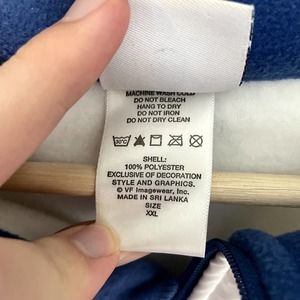 MACHINE WASH COLD
DO NOT BLEACH
HANG TO DRY
DO NOT IRON
DO NOT DRY CLEAN
30°C
SHELL:
100% POLYESTER
EXCLUSIVE OF DECORATION
STYLE AND GRAPHICS.
© VF Imagewear, Inc.
MADE IN SRI LANKA
SIZE
XXL